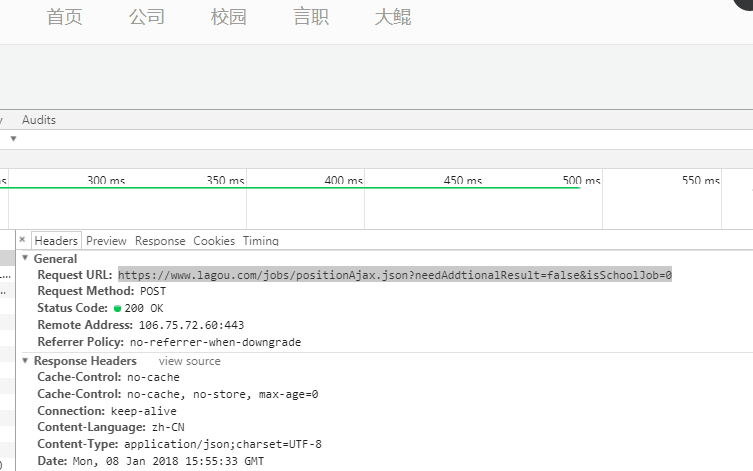 首页 公司 校园 言职 大鲲
Audits
300 ms 350 ms 400 ms 450 ms 500 ms 550 ms
× Headers Preview Response Cookies Timing
▼ General
Request URL: https://www.lagou.com/jobs/positionAjax.json?needAddtionalResult=false&isSchoolJob=0
Request Method: POST
Status Code: 200 OK
Remote Address: 106.75.72.60:443
Referrer Policy: no-referrer-when-downgrade
▼ Response Headers view source
Cache-Control: no-cache
Cache-Control: no-cache, no-store, max-age=0
Connection: keep-alive
Content-Language: zh-CN
Content-Type: application/json;charset=UTF-8
Date: Mon, 08 Jan 2018 15:55:33 GMT